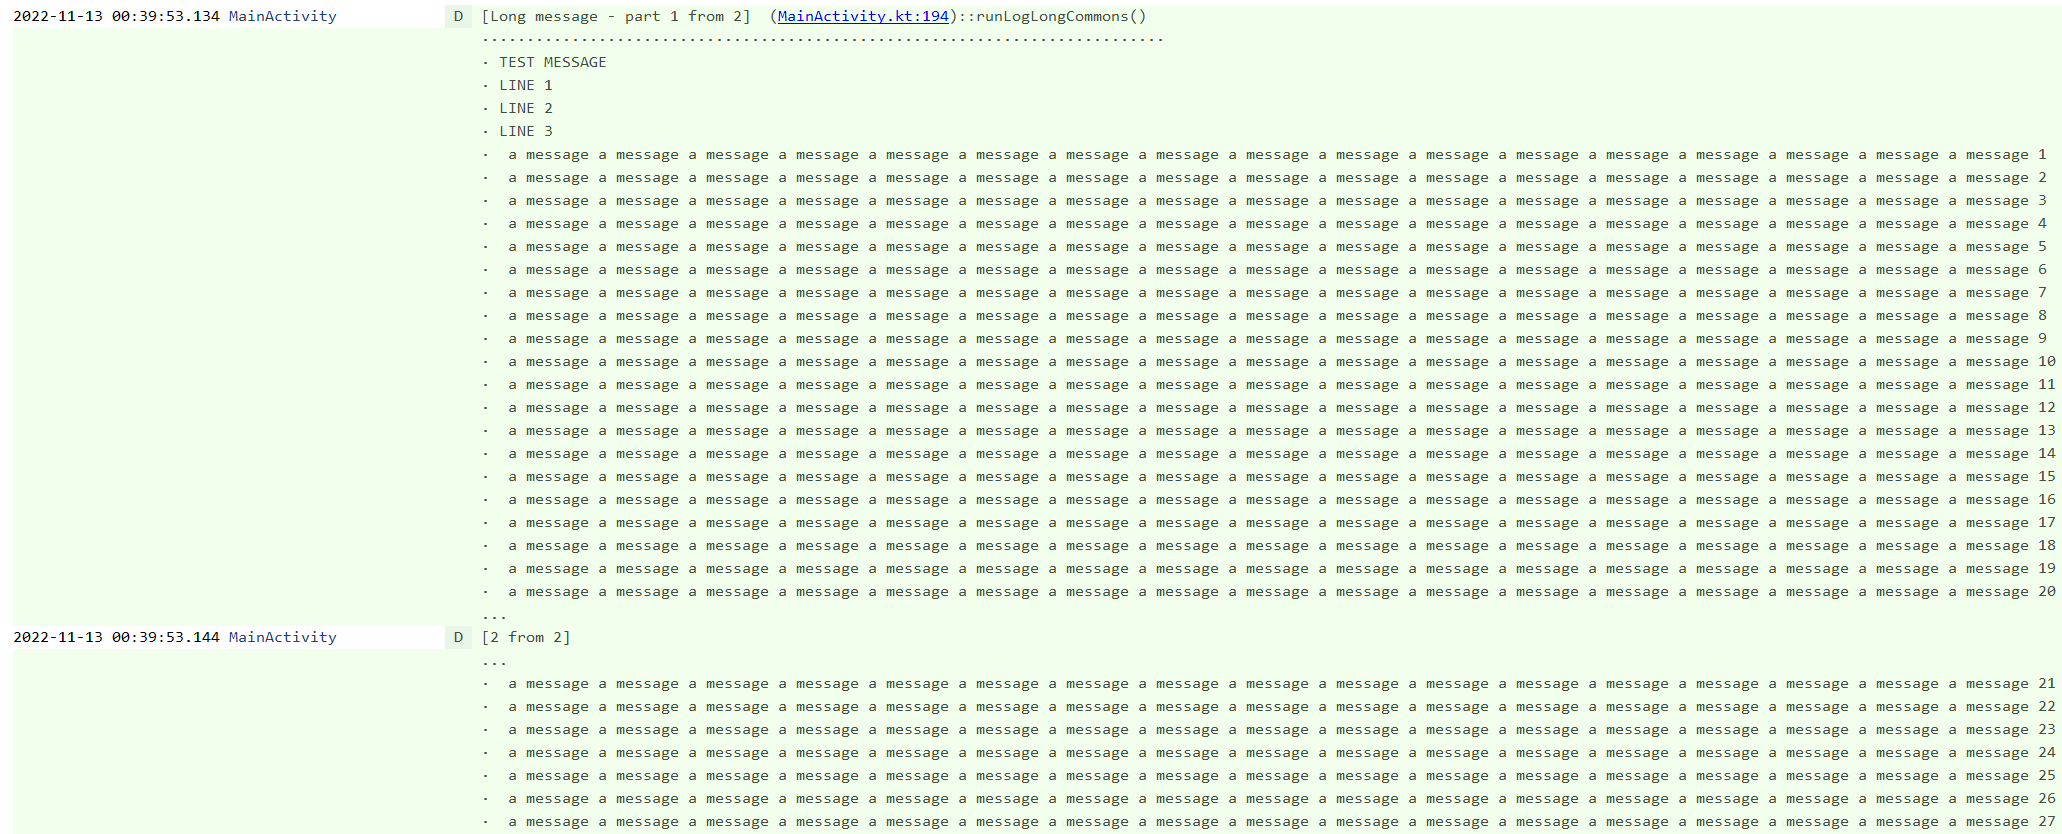 2022-11-13 00:39:53.134 MainActivity D [Long message - part 1 from 2]  (MainActivity.kt:194)::runLogLongCommons()
············································································
· TEST MESSAGE
· LINE 1
· LINE 2
· LINE 3
·  a message a message a message a message a message a message a message a message a message a message a message a message a message a message a message a message a message 1
·  a message a message a message a message a message a message a message a message a message a message a message a message a message a message a message a message a message 2
·  a message a message a message a message a message a message a message a message a message a message a message a message a message a message a message a message a message 3
·  a message a message a message a message a message a message a message a message a message a message a message a message a message a message a message a message a message 4
·  a message a message a message a message a message a message a message a message a message a message a message a message a message a message a message a message a message 5
·  a message a message a message a message a message a message a message a message a message a message a message a message a message a message a message a message a message 6
·  a message a message a message a message a message a message a message a message a message a message a message a message a message a message a message a message a message 7
·  a message a message a message a message a message a message a message a message a message a message a message a message a message a message a message a message a message 8
·  a message a message a message a message a message a message a message a message a message a message a message a message a message a message a message a message a message 9
·  a message a message a message a message a message a message a message a message a message a message a message a message a message a message a message a message a message 10
·  a message a message a message a message a message a message a message a message a message a message a message a message a message a message a message a message a message 11
·  a message a message a message a message a message a message a message a message a message a message a message a message a message a message a message a message a message 12
·  a message a message a message a message a message a message a message a message a message a message a message a message a message a message a message a message a message 13
·  a message a message a message a message a message a message a message a message a message a message a message a message a message a message a message a message a message 14
·  a message a message a message a message a message a message a message a message a message a message a message a message a message a message a message a message a message 15
·  a message a message a message a message a message a message a message a message a message a message a message a message a message a message a message a message a message 16
·  a message a message a message a message a message a message a message a message a message a message a message a message a message a message a message a message a message 17
·  a message a message a message a message a message a message a message a message a message a message a message a message a message a message a message a message a message 18
·  a message a message a message a message a message a message a message a message a message a message a message a message a message a message a message a message a message 19
·  a message a message a message a message a message a message a message a message a message a message a message a message a message a message a message a message a message 20
...
2022-11-13 00:39:53.144 MainActivity D [2 from 2]
...
·  a message a message a message a message a message a message a message a message a message a message a message a message a message a message a message a message a message 21
·  a message a message a message a message a message a message a message a message a message a message a message a message a message a message a message a message a message 22
·  a message a message a message a message a message a message a message a message a message a message a message a message a message a message a message a message a message 23
·  a message a message a message a message a message a message a message a message a message a message a message a message a message a message a message a message a message 24
·  a message a message a message a message a message a message a message a message a message a message a message a message a message a message a message a message a message 25
·  a message a message a message a message a message a message a message a message a message a message a message a message a message a message a message a message a message 26
·  a message a message a message a message a message a message a message a message a message a message a message a message a message a message a message a message a message 27